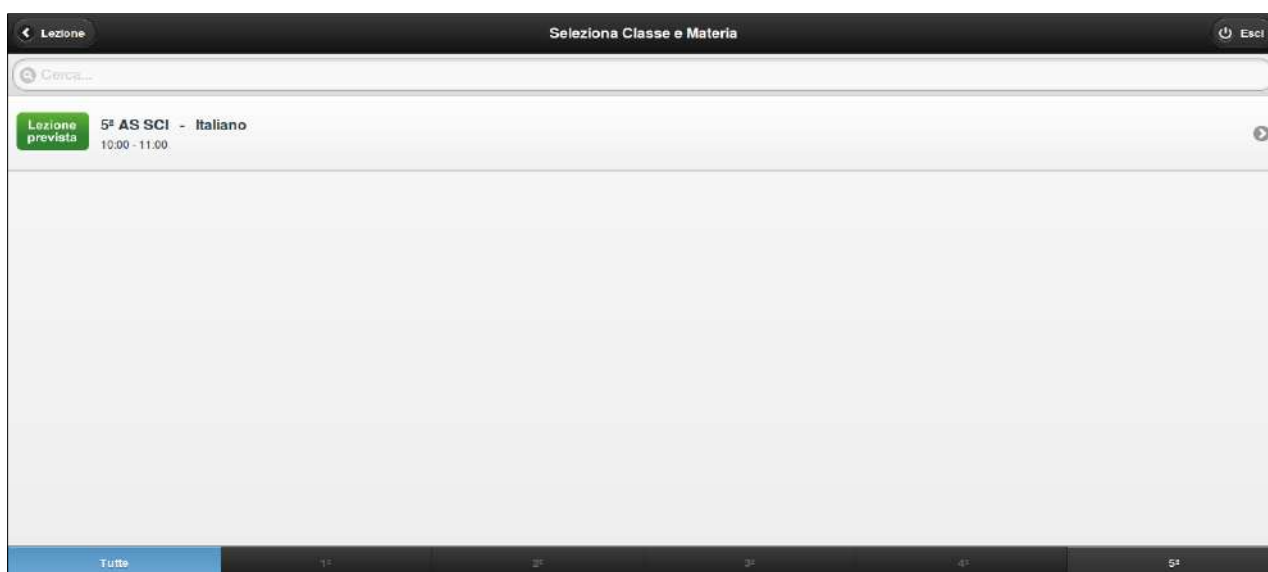 Lezione
Seleziona Classe e Materia
Esci
Cerca...
Lezione
prevista
5ª AS SCI - Italiano
10:00 - 11:00
Tutte
1ª
2ª
3ª
4ª
5ª